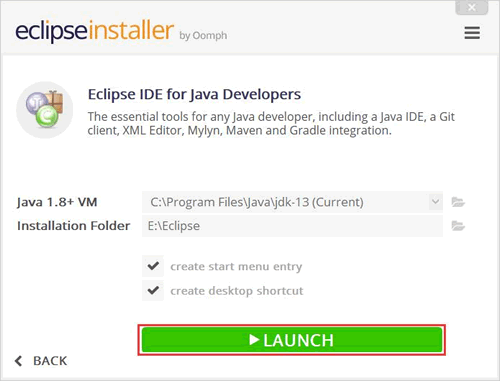 eclipseinstaller by Oomph
Eclipse IDE for Java Developers
The essential tools for any Java developer, including a Java IDE, a Git
client, XML Editor, Mylyn, Maven and Gradle integration.
Java 1.8+ VM C:\Program Files\Java\jdk-13 (Current)
Installation Folder E:\Eclipse
create start menu entry
create desktop shortcut
LAUNCH
BACK